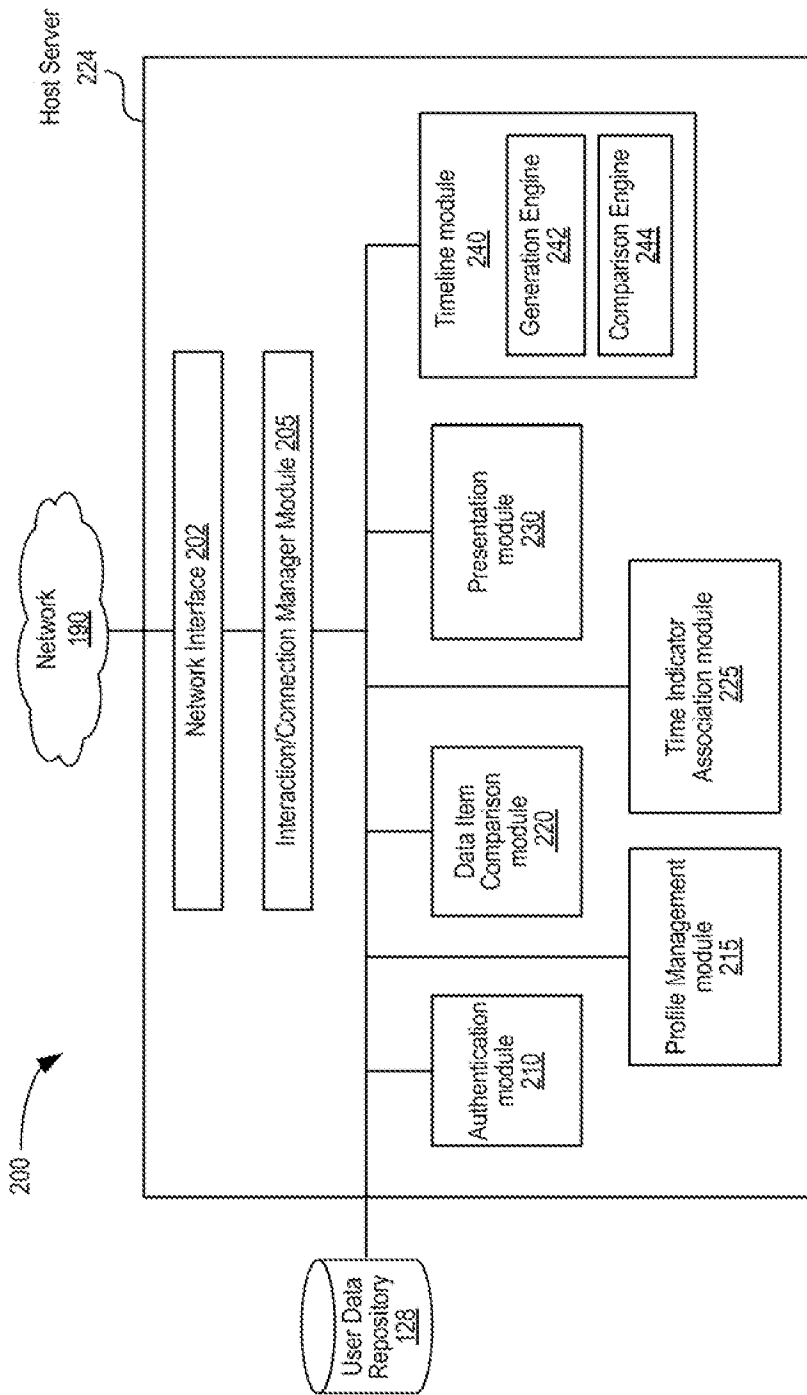 200
Network
190
Host Server
224
Network Interface 202
Interaction/Connection Manager Module 205
User Data
Repository
128
Authentication
module
210
Data Item
Comparison
module
220
Presentation
module
230
Timeline module
240
Generation Engine
242
Comparison Engine
244
Profile Management
module
215
Time Indicator
Association module
225